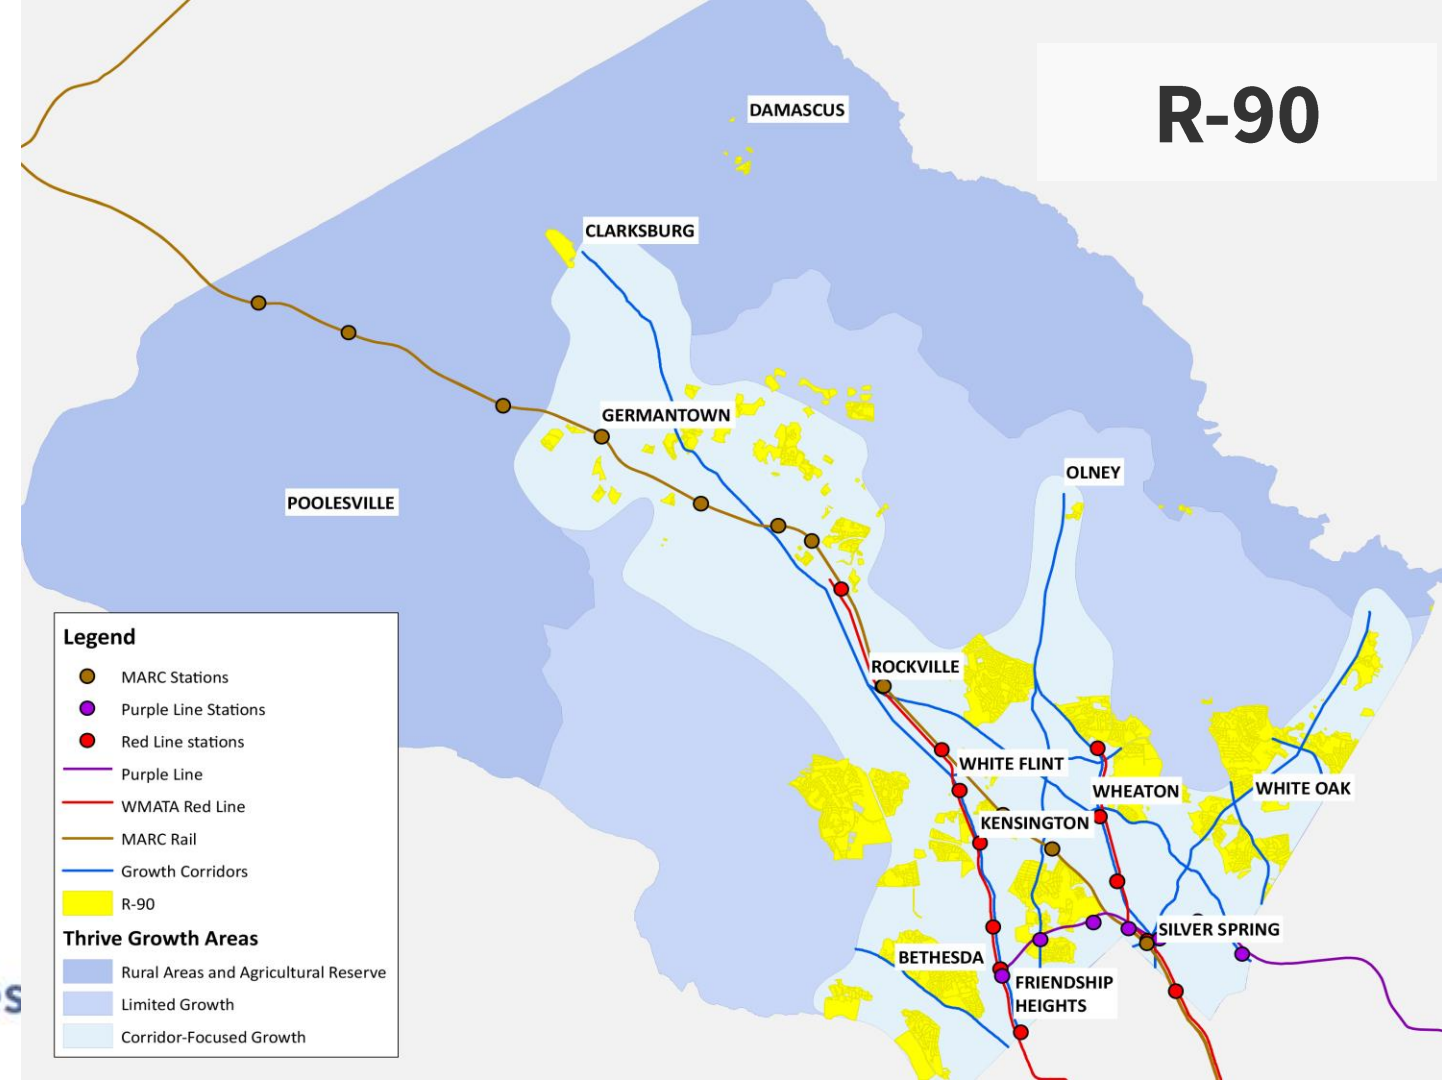 R-90
DAMASCUS
CLARKSBURG
GERMANTOWN
OLNEY
POOLESVILLE
ROCKVILLE
WHITE FLINT
WHEATON
WHITE OAK
KENSINGTON
SILVER SPRING
BETHESDA
FRIENDSHIP
HEIGHTS
Legend
MARC Stations
Purple Line Stations
Red Line stations
Purple Line
WMATA Red Line
MARC Rail
Growth Corridors
R-90
Thrive Growth Areas
Rural Areas and Agricultural Reserve
Limited Growth
Corridor-Focused Growth